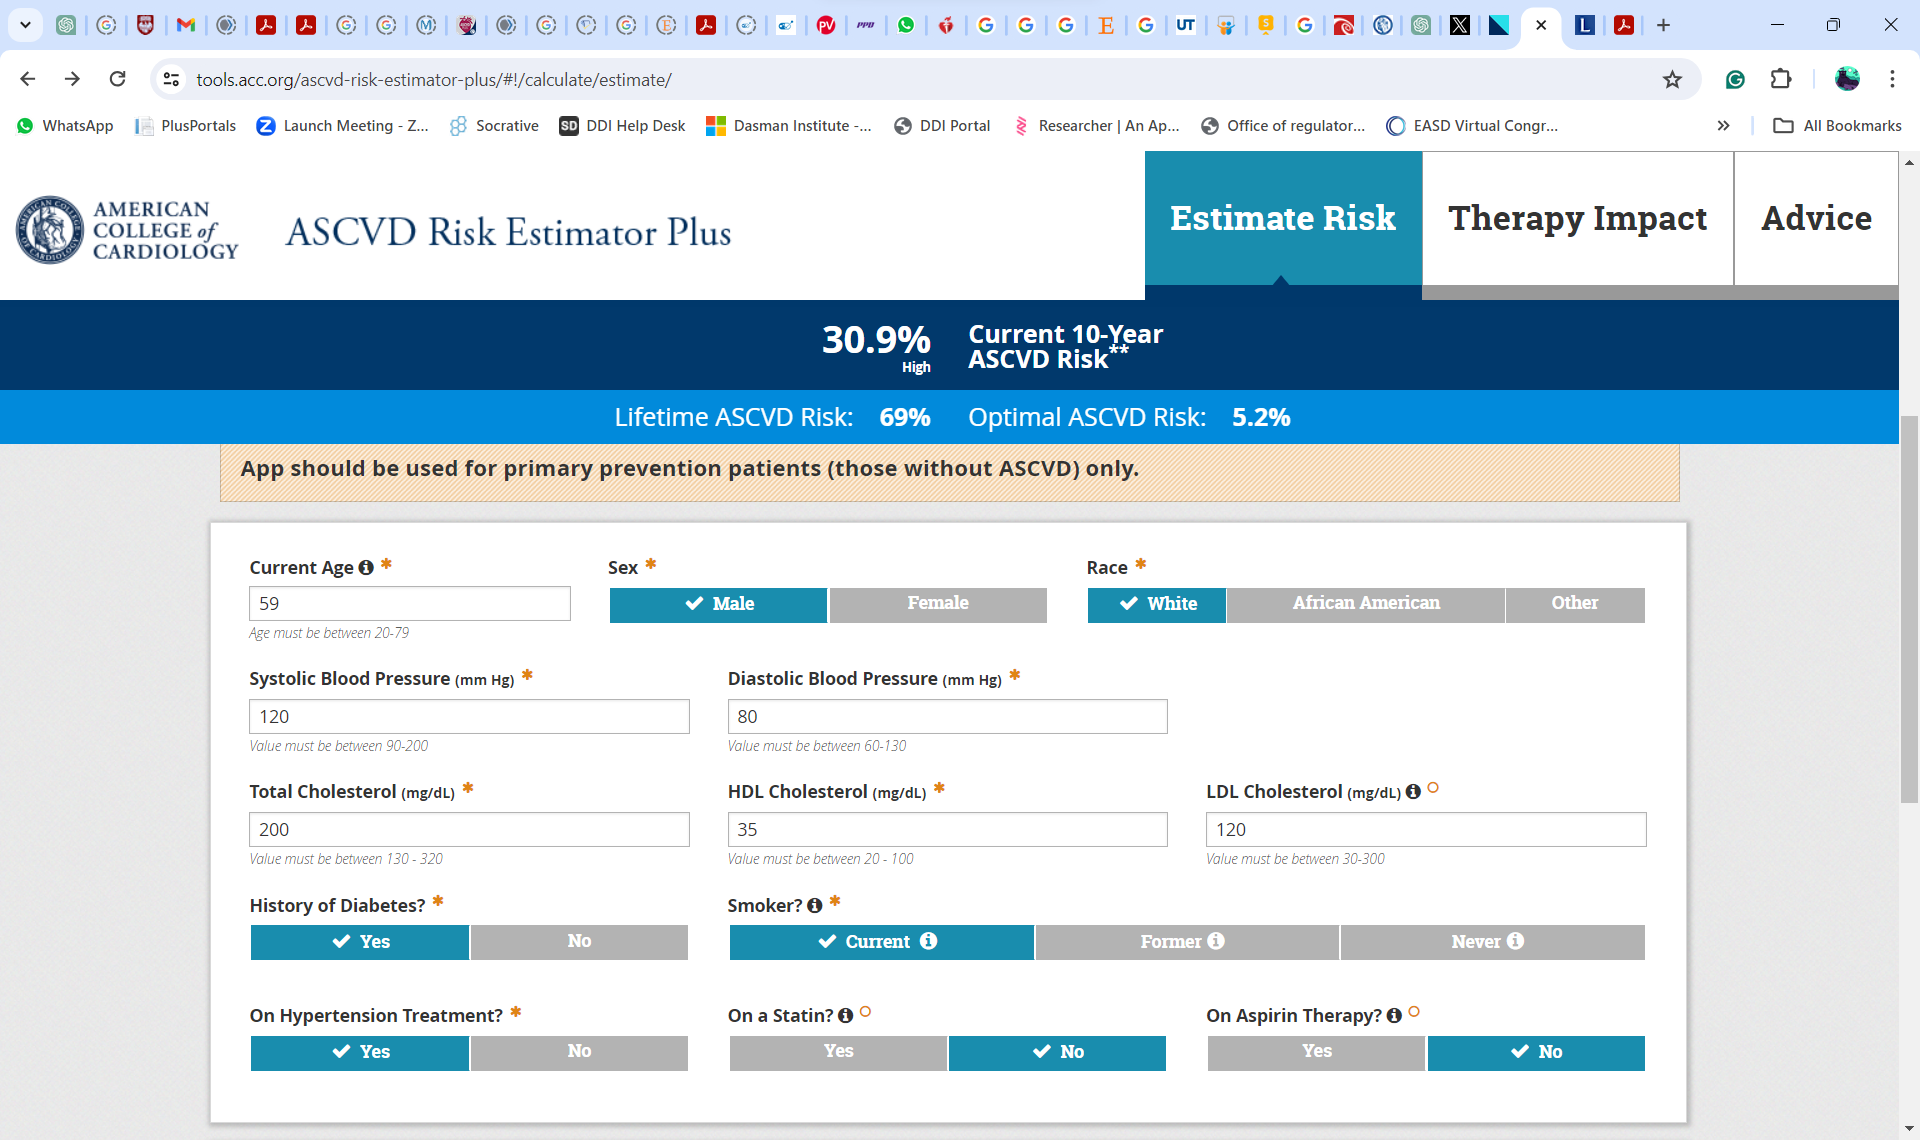 tools.acc.org/ascvd-risk-estimator-plus/#!/calculate/estimate/
WhatsApp PlusPortals Launch Meeting - Z... Socrative DDI Help Desk Dasman Institute -... DDI Portal Researcher | An Ap... Office of regulator... EASD Virtual Congr... » All Bookmarks
AMERICAN
COLLEGE of
CARDIOLOGY
ASCVD Risk Estimator Plus
Estimate Risk Therapy Impact Advice
30.9% Current 10-Year
High ASCVD Risk**
Lifetime ASCVD Risk: 69% Optimal ASCVD Risk: 5.2%
App should be used for primary prevention patients (those without ASCVD) only.
Current Age * Sex * Race *
59 Male Female White African American Other
Age must be between 20-79
Systolic Blood Pressure (mm Hg) * Diastolic Blood Pressure (mm Hg) *
120 80
Value must be between 90-200 Value must be between 60-130
Total Cholesterol (mg/dL) * HDL Cholesterol (mg/dL) * LDL Cholesterol (mg/dL)
200 35 120
Value must be between 130 - 320 Value must be between 20 - 100 Value must be between 30-300
History of Diabetes? * Smoker? *
Yes No Current Former Never
On Hypertension Treatment? * On a Statin? On Aspirin Therapy?
Yes No Yes No Yes No